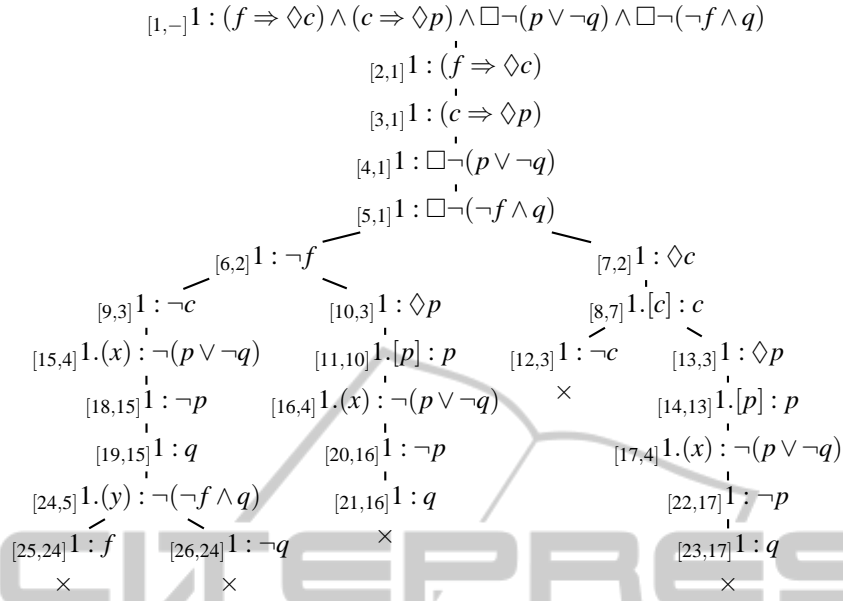 [1,−]1 : (f ⇒ ◊c) ∧ (c ⇒ ◊p) ∧ □¬(p ∨ ¬q) ∧ □¬(¬f ∧ q)
[2,1]1 : (f ⇒ ◊c)
[3,1]1 : (c ⇒ ◊p)
[4,1]1 : □¬(p ∨ ¬q)
[5,1]1 : □¬(¬f ∧ q)
[6,2]1 : ¬f [7,2]1 : ◊c
[9,3]1 : ¬c [10,3]1 : ◊p [8,7]1.[c] : c
[15,4]1.(x) : ¬(p ∨ ¬q) [11,10]1.[p] : p [12,3]1 : ¬c [13,3]1 : ◊p
[18,15]1 : ¬p [16,4]1.(x) : ¬(p ∨ ¬q) × [14,13]1.[p] : p
[19,15]1 : q [20,16]1 : ¬p [17,4]1.(x) : ¬(p ∨ ¬q)
[24,5]1.(y) : ¬(¬f ∧ q) [21,16]1 : q [22,17]1 : ¬p
[25,24]1 : f [26,24]1 : ¬q × [23,17]1 : q
× × ×